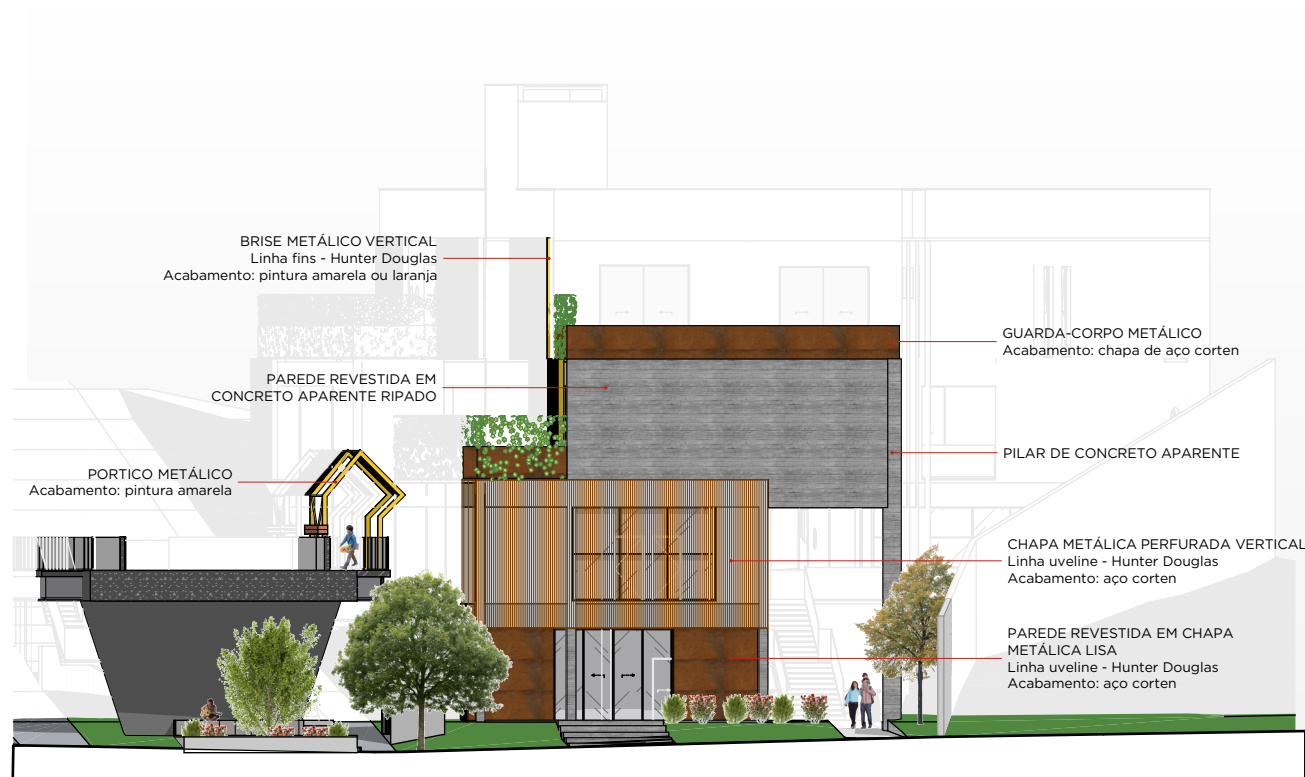 BRISE METÁLICO VERTICAL
Linha fins - Hunter Douglas
Acabamento: pintura amarela ou laranja
PAREDE REVESTIDA EM
CONCRETO APARENTE RIPADO
PORTICO METÁLICO
Acabamento: pintura amarela
GUARDA-CORPO METÁLICO
Acabamento: chapa de aço corten
PILAR DE CONCRETO APARENTE
CHAPA METÁLICA PERFURADA VERTICAL
Linha uveline - Hunter Douglas
Acabamento: aço corten
PAREDE REVESTIDA EM CHAPA
METÁLICA LISA
Linha uveline - Hunter Douglas
Acabamento: aço corten